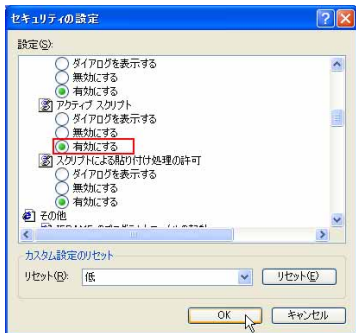 セキュリティの設定
設定(S):
ダイアログを表示する
無効にする
有効にする
アクティブ スクリプト
ダイアログを表示する
無効にする
有効にする
スクリプトによる貼り付け処理の許可
ダイアログを表示する
無効にする
有効にする
その他
カスタム設定のリセット
リセット(R): 低 リセット(E)
OK キャンセル